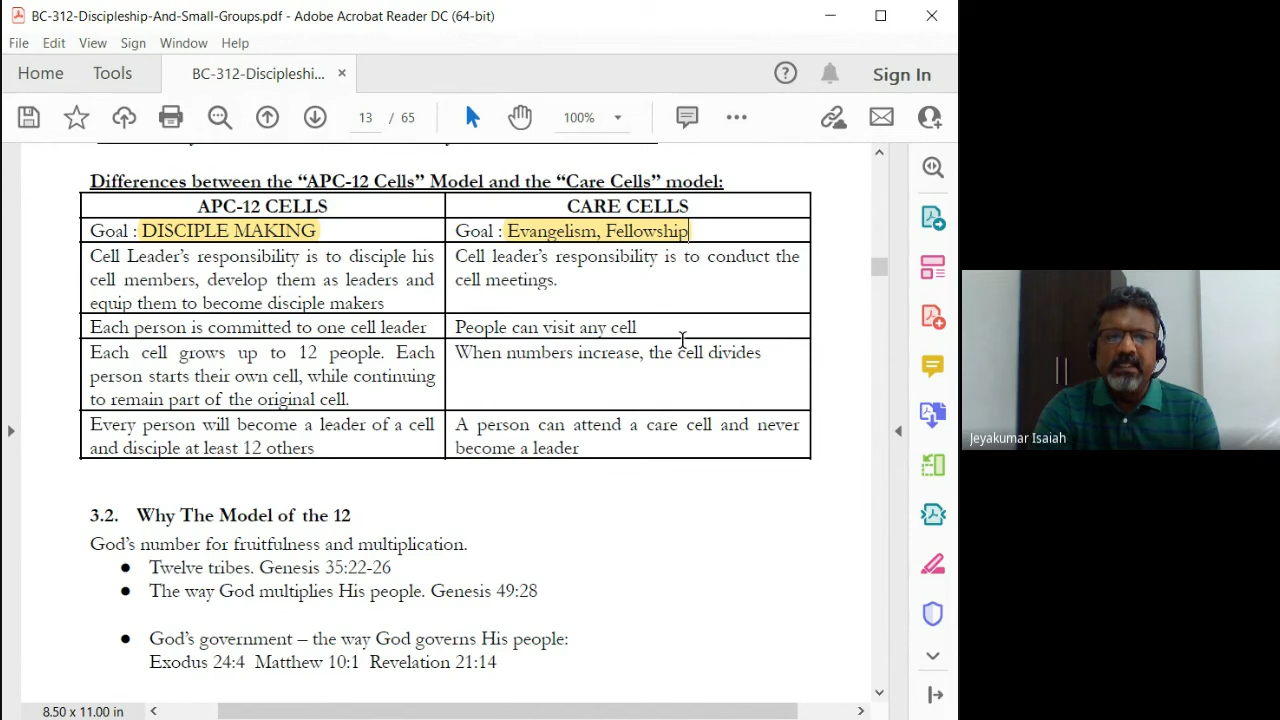 BC-312-Discipleship-And-Small-Groups.pdf - Adobe Acrobat Reader DC (64-bit)
File Edit View Sign Window Help
Home Tools BC-312-Discipleshi... × Sign In
13 / 65 100%
Differences between the “APC-12 Cells” Model and the “Care Cells” model:
APC-12 CELLS CARE CELLS
Goal : DISCIPLE MAKING Goal : Evangelism, Fellowship
Cell Leader’s responsibility is to disciple his Cell leader’s responsibility is to conduct the
cell members, develop them as leaders and cell meetings.
equip them to become disciple makers
Each person is committed to one cell leader People can visit any cell
Each cell grows up to 12 people. Each When numbers increase, the cell divides
person starts their own cell, while continuing
to remain part of the original cell.
Every person will become a leader of a cell A person can attend a care cell and never
and disciple at least 12 others become a leader
3.2. Why The Model of the 12
God’s number for fruitfulness and multiplication.
● Twelve tribes. Genesis 35:22-26
● The way God multiplies His people. Genesis 49:28
● God’s government – the way God governs His people:
Exodus 24:4 Matthew 10:1 Revelation 21:14
8.50 x 11.00 in
Jeyakumar Isaiah